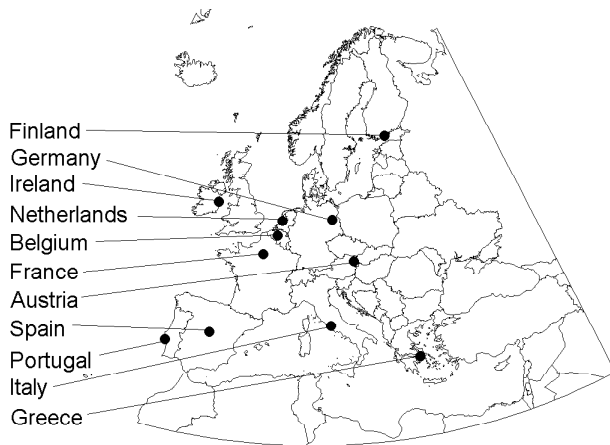 Finland
Germany
Ireland
Netherlands
Belgium
France
Austria
Spain
Portugal
Italy
Greece